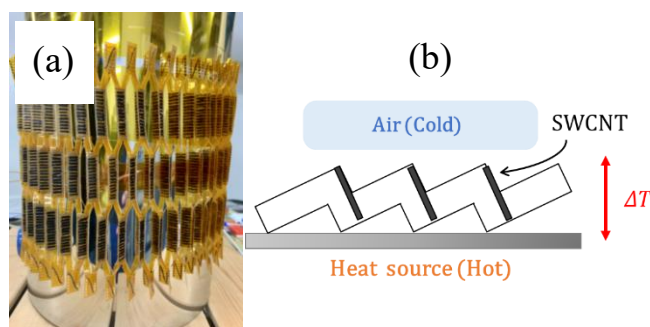 (a)
(b)
Air (Cold)
SWCNT
ΔT
Heat source (Hot)